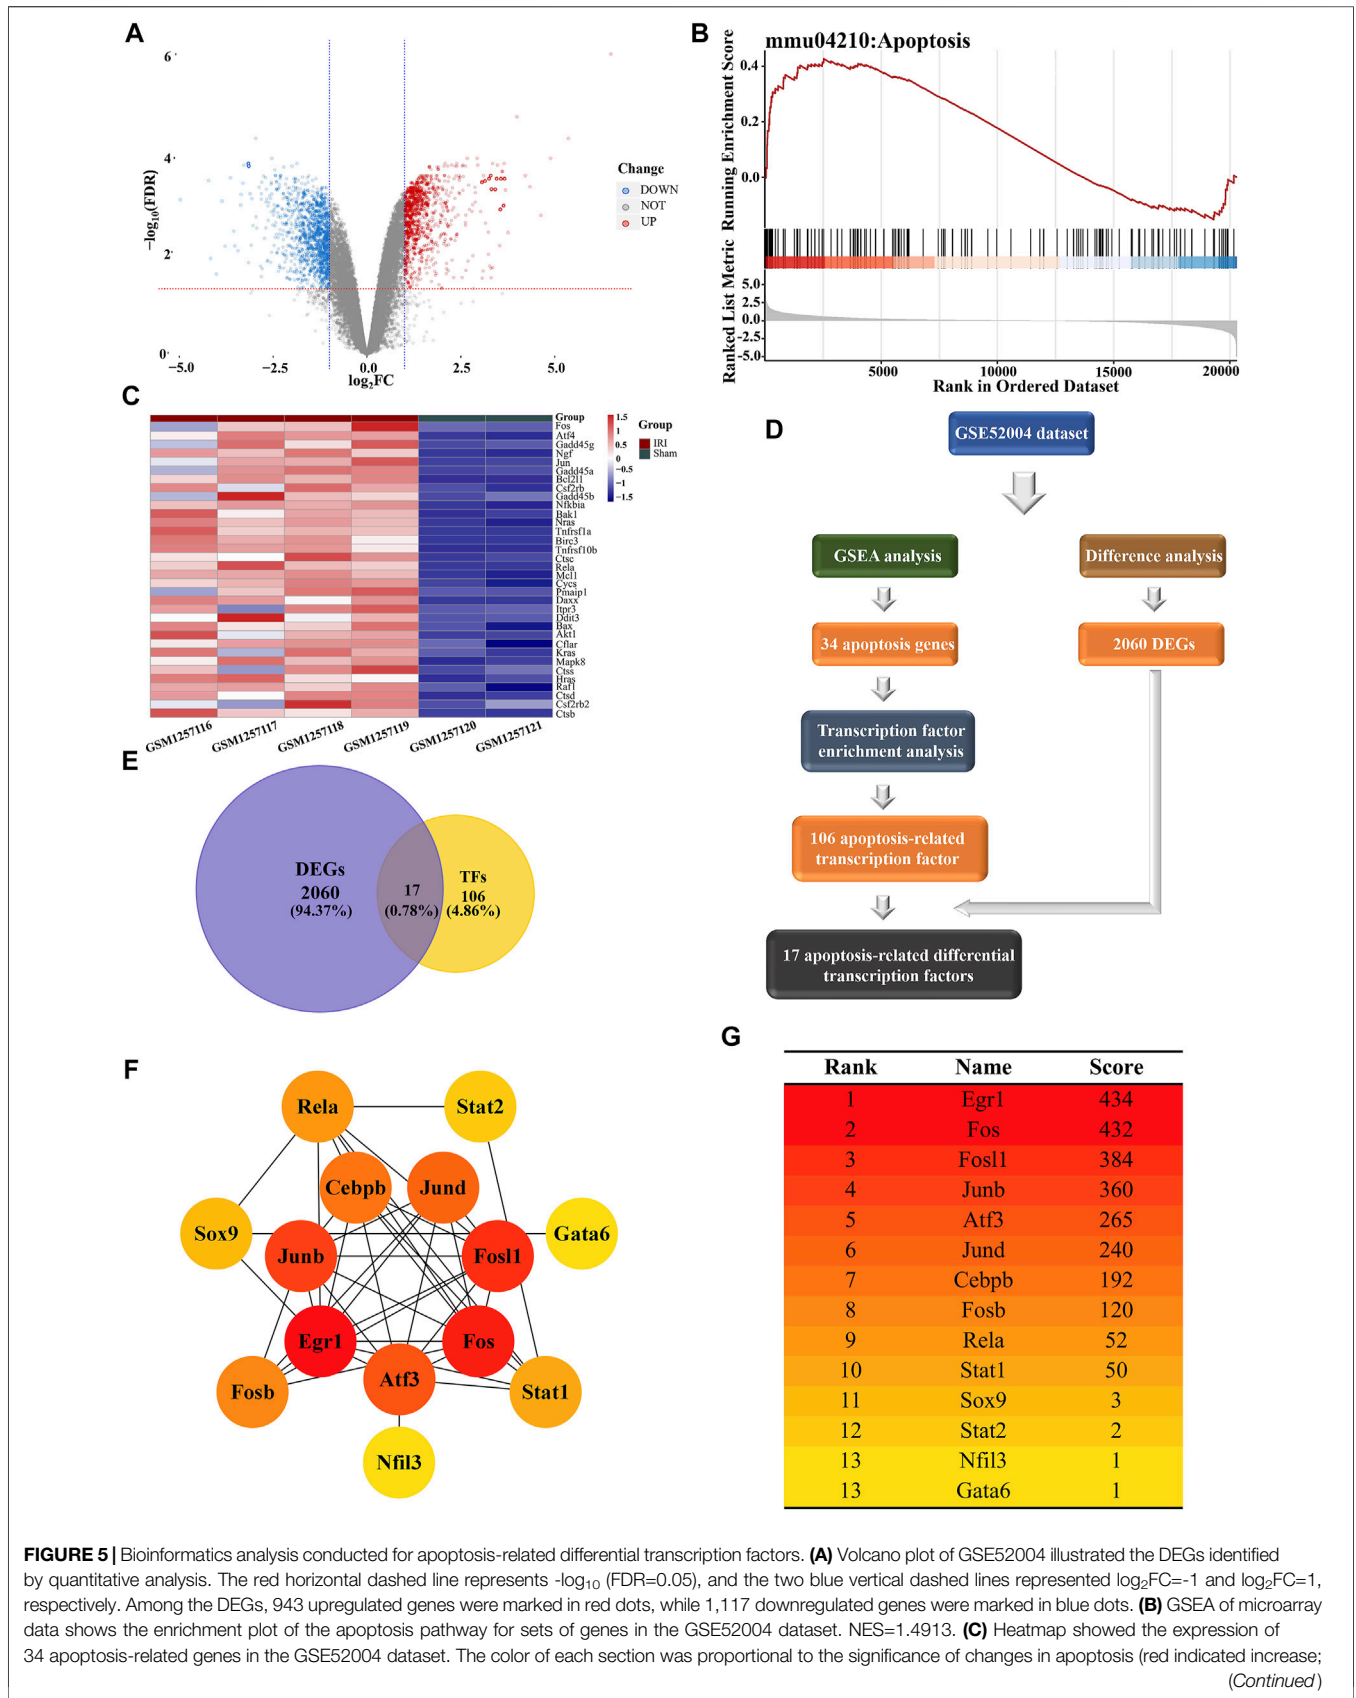 A
6
4
2
0
−log10(FDR)
−5.0
−2.5
0.0
2.5
5.0
log2FC
Change
DOWN
NOT
UP
B
mmu04210:Apoptosis
Running Enrichment Score
0.4
0.2
0.0
Ranked List Metric
5.0
2.5
0.0
−2.5
−5.0
5000
10000
15000
20000
Rank in Ordered Dataset
C
Group
Fos
Atf4
Gadd45g
Ngf
Jun
Gadd45a
Bcl2l1
Csf2rb
Gadd45b
Nfkbia
Bak1
Nras
Tnfrsf1a
Birc3
Tnfrsf10b
Ctsc
Rela
Mcl1
Cycs
Pmaip1
Daxx
Itpr3
Ddit3
Bax
Akt1
Cflar
Kras
Mapk8
Ctss
Hras
Raf1
Ctsd
Csf2rb2
Ctsb
1.5
1
0.5
0
−0.5
−1
−1.5
Group
IRI
Sham
GSM1257116
GSM1257117
GSM1257118
GSM1257119
GSM1257120
GSM1257121
D
GSE52004 dataset
GSEA analysis
Difference analysis
34 apoptosis genes
2060 DEGs
Transcription factor
enrichment analysis
106 apoptosis-related
transcription factor
17 apoptosis-related differential
transcription factors
E
DEGs
2060
(94.37%)
17
(0.78%)
TFs
106
(4.86%)
F
Rela
Stat2
Cebpb
Jund
Sox9
Gata6
Junb
Fosl1
Egr1
Fos
Atf3
Fosb
Stat1
Nfil3
G
Rank Name Score
1 Egr1 434
2 Fos 432
3 Fosl1 384
4 Junb 360
5 Atf3 265
6 Jund 240
7 Cebpb 192
8 Fosb 120
9 Rela 52
10 Stat1 50
11 Sox9 3
12 Stat2 2
13 Nfil3 1
13 Gata6 1
FIGURE 5 | Bioinformatics analysis conducted for apoptosis-related differential transcription factors. (A) Volcano plot of GSE52004 illustrated the DEGs identified
by quantitative analysis. The red horizontal dashed line represents -log10 (FDR=0.05), and the two blue vertical dashed lines represented log2FC=-1 and log2FC=1,
respectively. Among the DEGs, 943 upregulated genes were marked in red dots, while 1,117 downregulated genes were marked in blue dots. (B) GSEA of microarray
data shows the enrichment plot of the apoptosis pathway for sets of genes in the GSE52004 dataset. NES=1.4913. (C) Heatmap showed the expression of
34 apoptosis-related genes in the GSE52004 dataset. The color of each section was proportional to the significance of changes in apoptosis (red indicated increase;
(Continued)